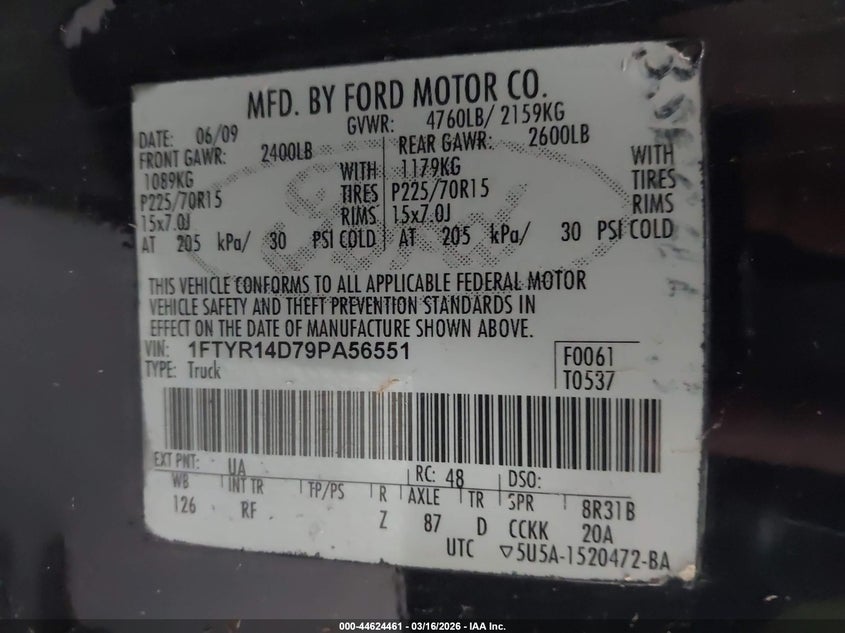 MFD. BY FORD MOTOR CO.
DATE: 06/09 GVWR: 4760LB/ 2159KG
FRONT GAWR: 2400LB REAR GAWR: 2600LB
1089KG WITH 1179KG WITH
P225/70R15 TIRES P225/70R15 TIRES
15x7.0J RIMS 15x7.0J RIMS
AT 205 kPa/ 30 PSI COLD AT 205 kPa/ 30 PSI COLD
Ford
THIS VEHICLE CONFORMS TO ALL APPLICABLE FEDERAL MOTOR
VEHICLE SAFETY AND THEFT PREVENTION STANDARDS IN
EFFECT ON THE DATE OF MANUFACTURE SHOWN ABOVE.
VIN: 1FTYR14D79PA56551 F0061
TYPE: Truck T0537
EXT PNT: UA RC: 48 DSO:
WB INT TR TP/PS R AXLE TR SPR 8R31B
126 RF Z 87 D CCKK 20A
UTC ▽5U5A-1520472-BA
000-44624461 - 03/16/2026 - IAA Inc.